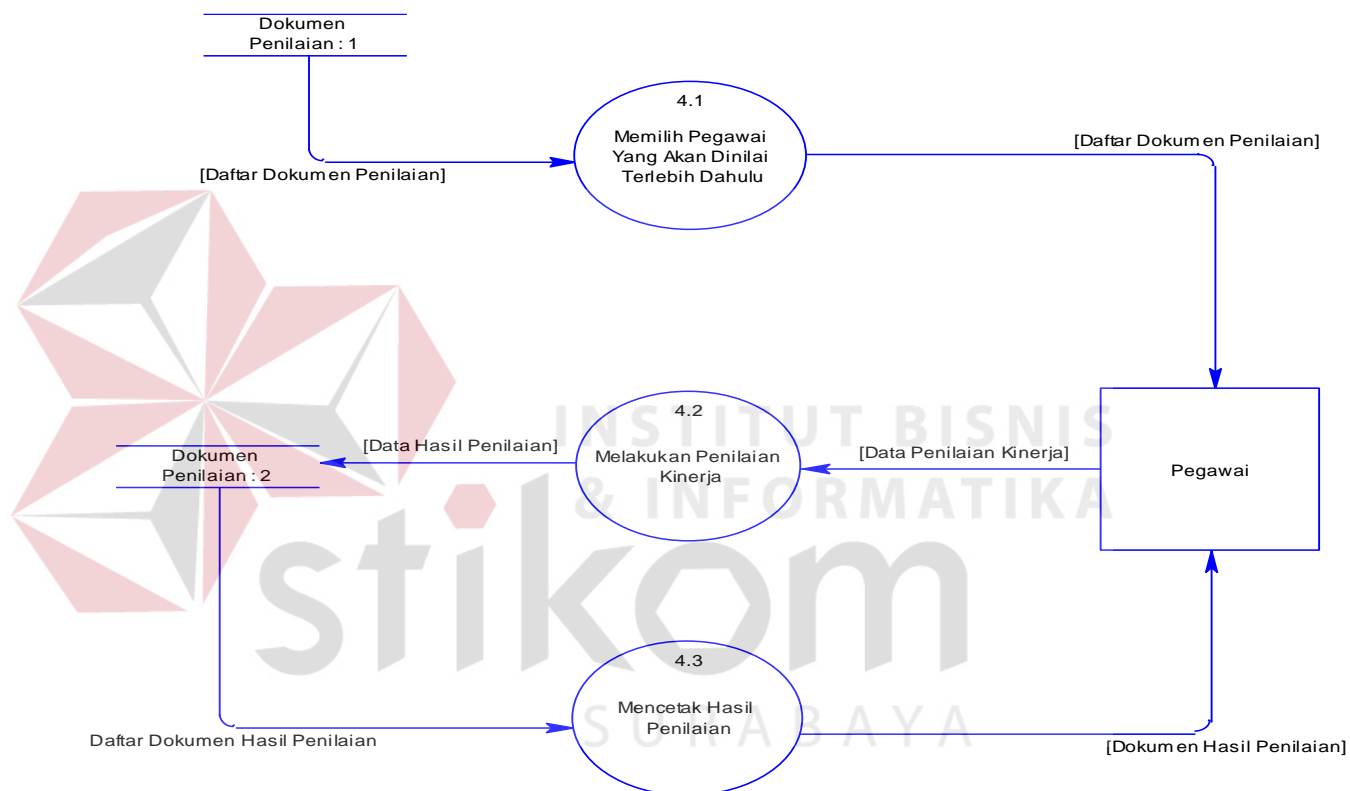 Dokumen
Penilaian : 1
4.1
Memilih Pegawai
Yang Akan Dinilai
Terlebih Dahulu
[Daftar Dokumen Penilaian]
[Daftar Dokumen Penilaian]
4.2
Melakukan Penilaian
Kinerja
[Data Hasil Penilaian]
[Data Penilaian Kinerja]
Dokumen
Penilaian : 2
Pegawai
INSTITUT BISNIS
& INFORMATIKA
stikom
SURABAYA
4.3
Mencetak Hasil
Penilaian
Daftar Dokumen Hasil Penilaian
[Dokumen Hasil Penilaian]